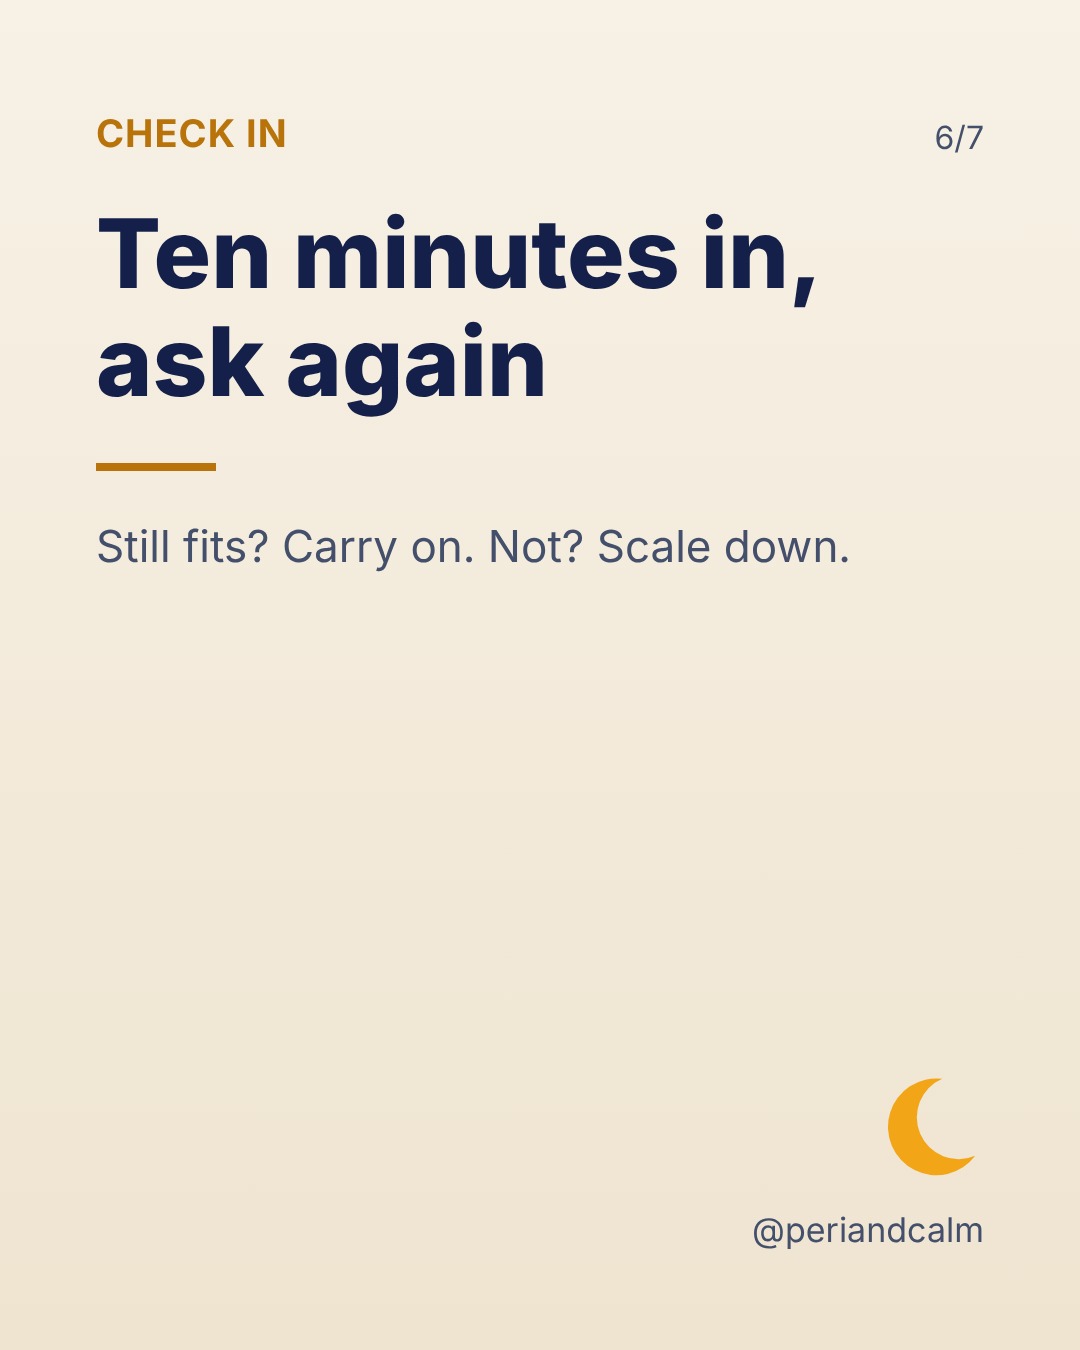 CHECK IN
6/7
Ten minutes in,
ask again
Still fits? Carry on. Not? Scale down.
@periandcalm